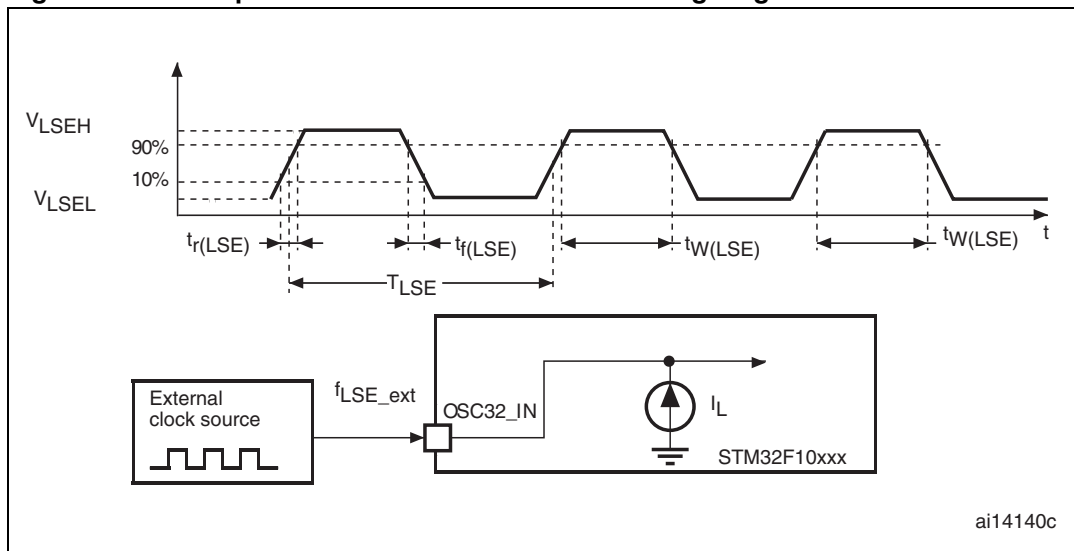 V_LSEH
90%
10%
V_LSEL
t_r(LSE)
t_f(LSE)
t_W(LSE)
t_W(LSE)
t
T_LSE
External
clock source
f_LSE_ext
OSC32_IN
I_L
STM32F10xxx
ai14140c